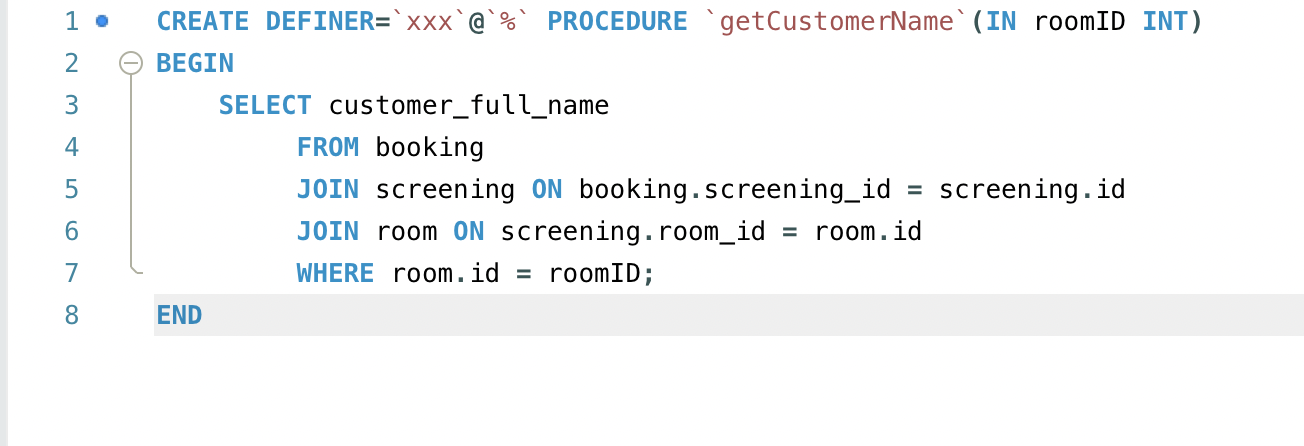 1 CREATE DEFINER=`xxx`@`%` PROCEDURE `getCustomerName`(IN roomID INT)
2 BEGIN
3 SELECT customer_full_name
4 FROM booking
5 JOIN screening ON booking.screening_id = screening.id
6 JOIN room ON screening.room_id = room.id
7 WHERE room.id = roomID;
8 END